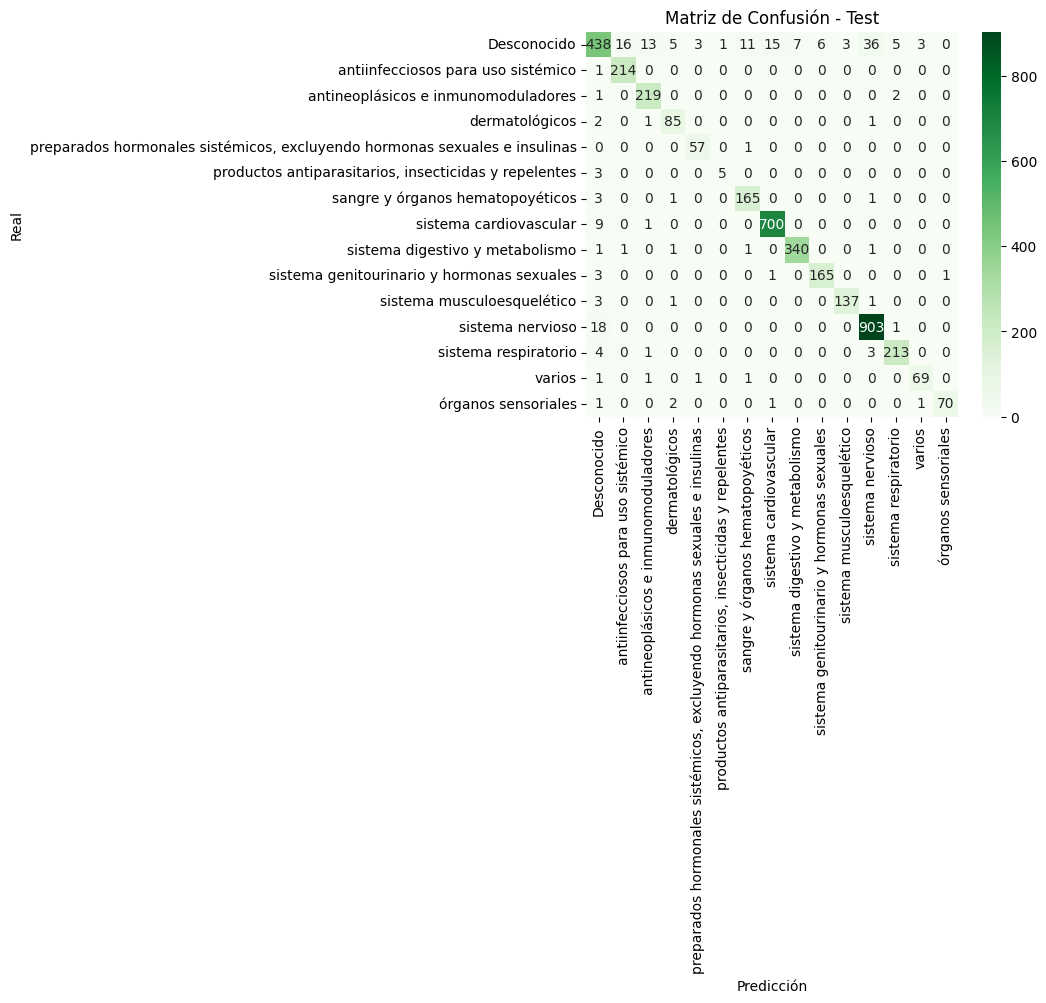 Matriz de Confusión - Test
Desconocido 438 16 13 5 3 1 11 15 7 6 3 36 5 3 0
antiinfecciosos para uso sistémico 1 214 0 0 0 0 0 0 0 0 0 0 0 0 0
antineoplásicos e inmunomoduladores 1 0 219 0 0 0 0 0 0 0 0 0 2 0 0
dermatológicos 2 0 1 85 0 0 0 0 0 0 0 1 0 0 0
preparados hormonales sistémicos, excluyendo hormonas sexuales e insulinas 0 0 0 0 57 0 1 0 0 0 0 0 0 0 0
productos antiparasitarios, insecticidas y repelentes 3 0 0 0 0 5 0 0 0 0 0 0 0 0 0
sangre y órganos hematopoyéticos 3 0 0 1 0 0 165 0 0 0 0 1 0 0 0
sistema cardiovascular 9 0 1 0 0 0 0 700 0 0 0 0 0 0 0
sistema digestivo y metabolismo 1 1 0 1 0 0 1 0 340 0 0 1 0 0 0
sistema genitourinario y hormonas sexuales 3 0 0 0 0 0 0 1 0 165 0 0 0 0 1
sistema musculoesquelético 3 0 0 1 0 0 0 0 0 0 137 1 0 0 0
sistema nervioso 18 0 0 0 0 0 0 0 0 0 0 903 1 0 0
sistema respiratorio 4 0 1 0 0 0 0 0 0 0 0 3 213 0 0
varios 1 0 1 0 1 0 1 0 0 0 0 0 0 69 0
órganos sensoriales 1 0 0 2 0 0 0 1 0 0 0 0 0 1 70
Real
800
600
400
200
0
Desconocido
antiinfecciosos para uso sistémico
antineoplásicos e inmunomoduladores
dermatológicos
preparados hormonales sistémicos, excluyendo hormonas sexuales e insulinas
productos antiparasitarios, insecticidas y repelentes
sangre y órganos hematopoyéticos
sistema cardiovascular
sistema digestivo y metabolismo
sistema genitourinario y hormonas sexuales
sistema musculoesquelético
sistema nervioso
sistema respiratorio
varios
órganos sensoriales
Predicción